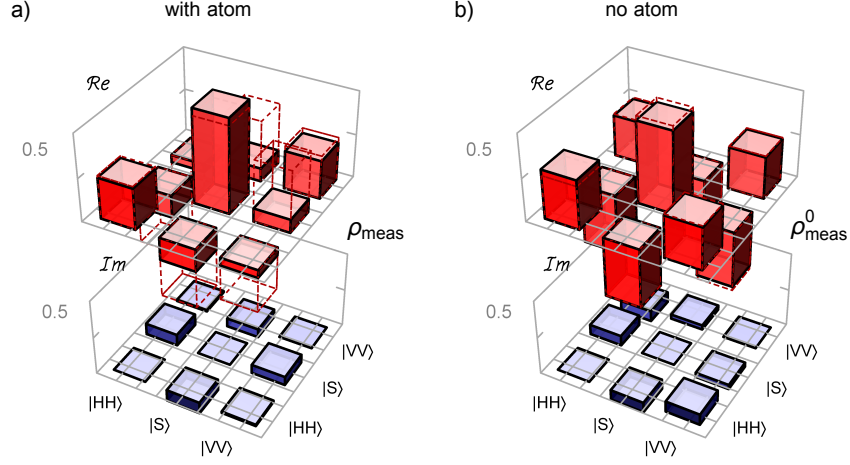 a)
with atom
Re
0.5
ρmeas
Im
0.5
|HH⟩
|S⟩
|VV⟩
|HH⟩
|S⟩
|VV⟩
b)
no atom
Re
0.5
ρ⁰meas
Im
0.5
|HH⟩
|S⟩
|VV⟩
|HH⟩
|S⟩
|VV⟩